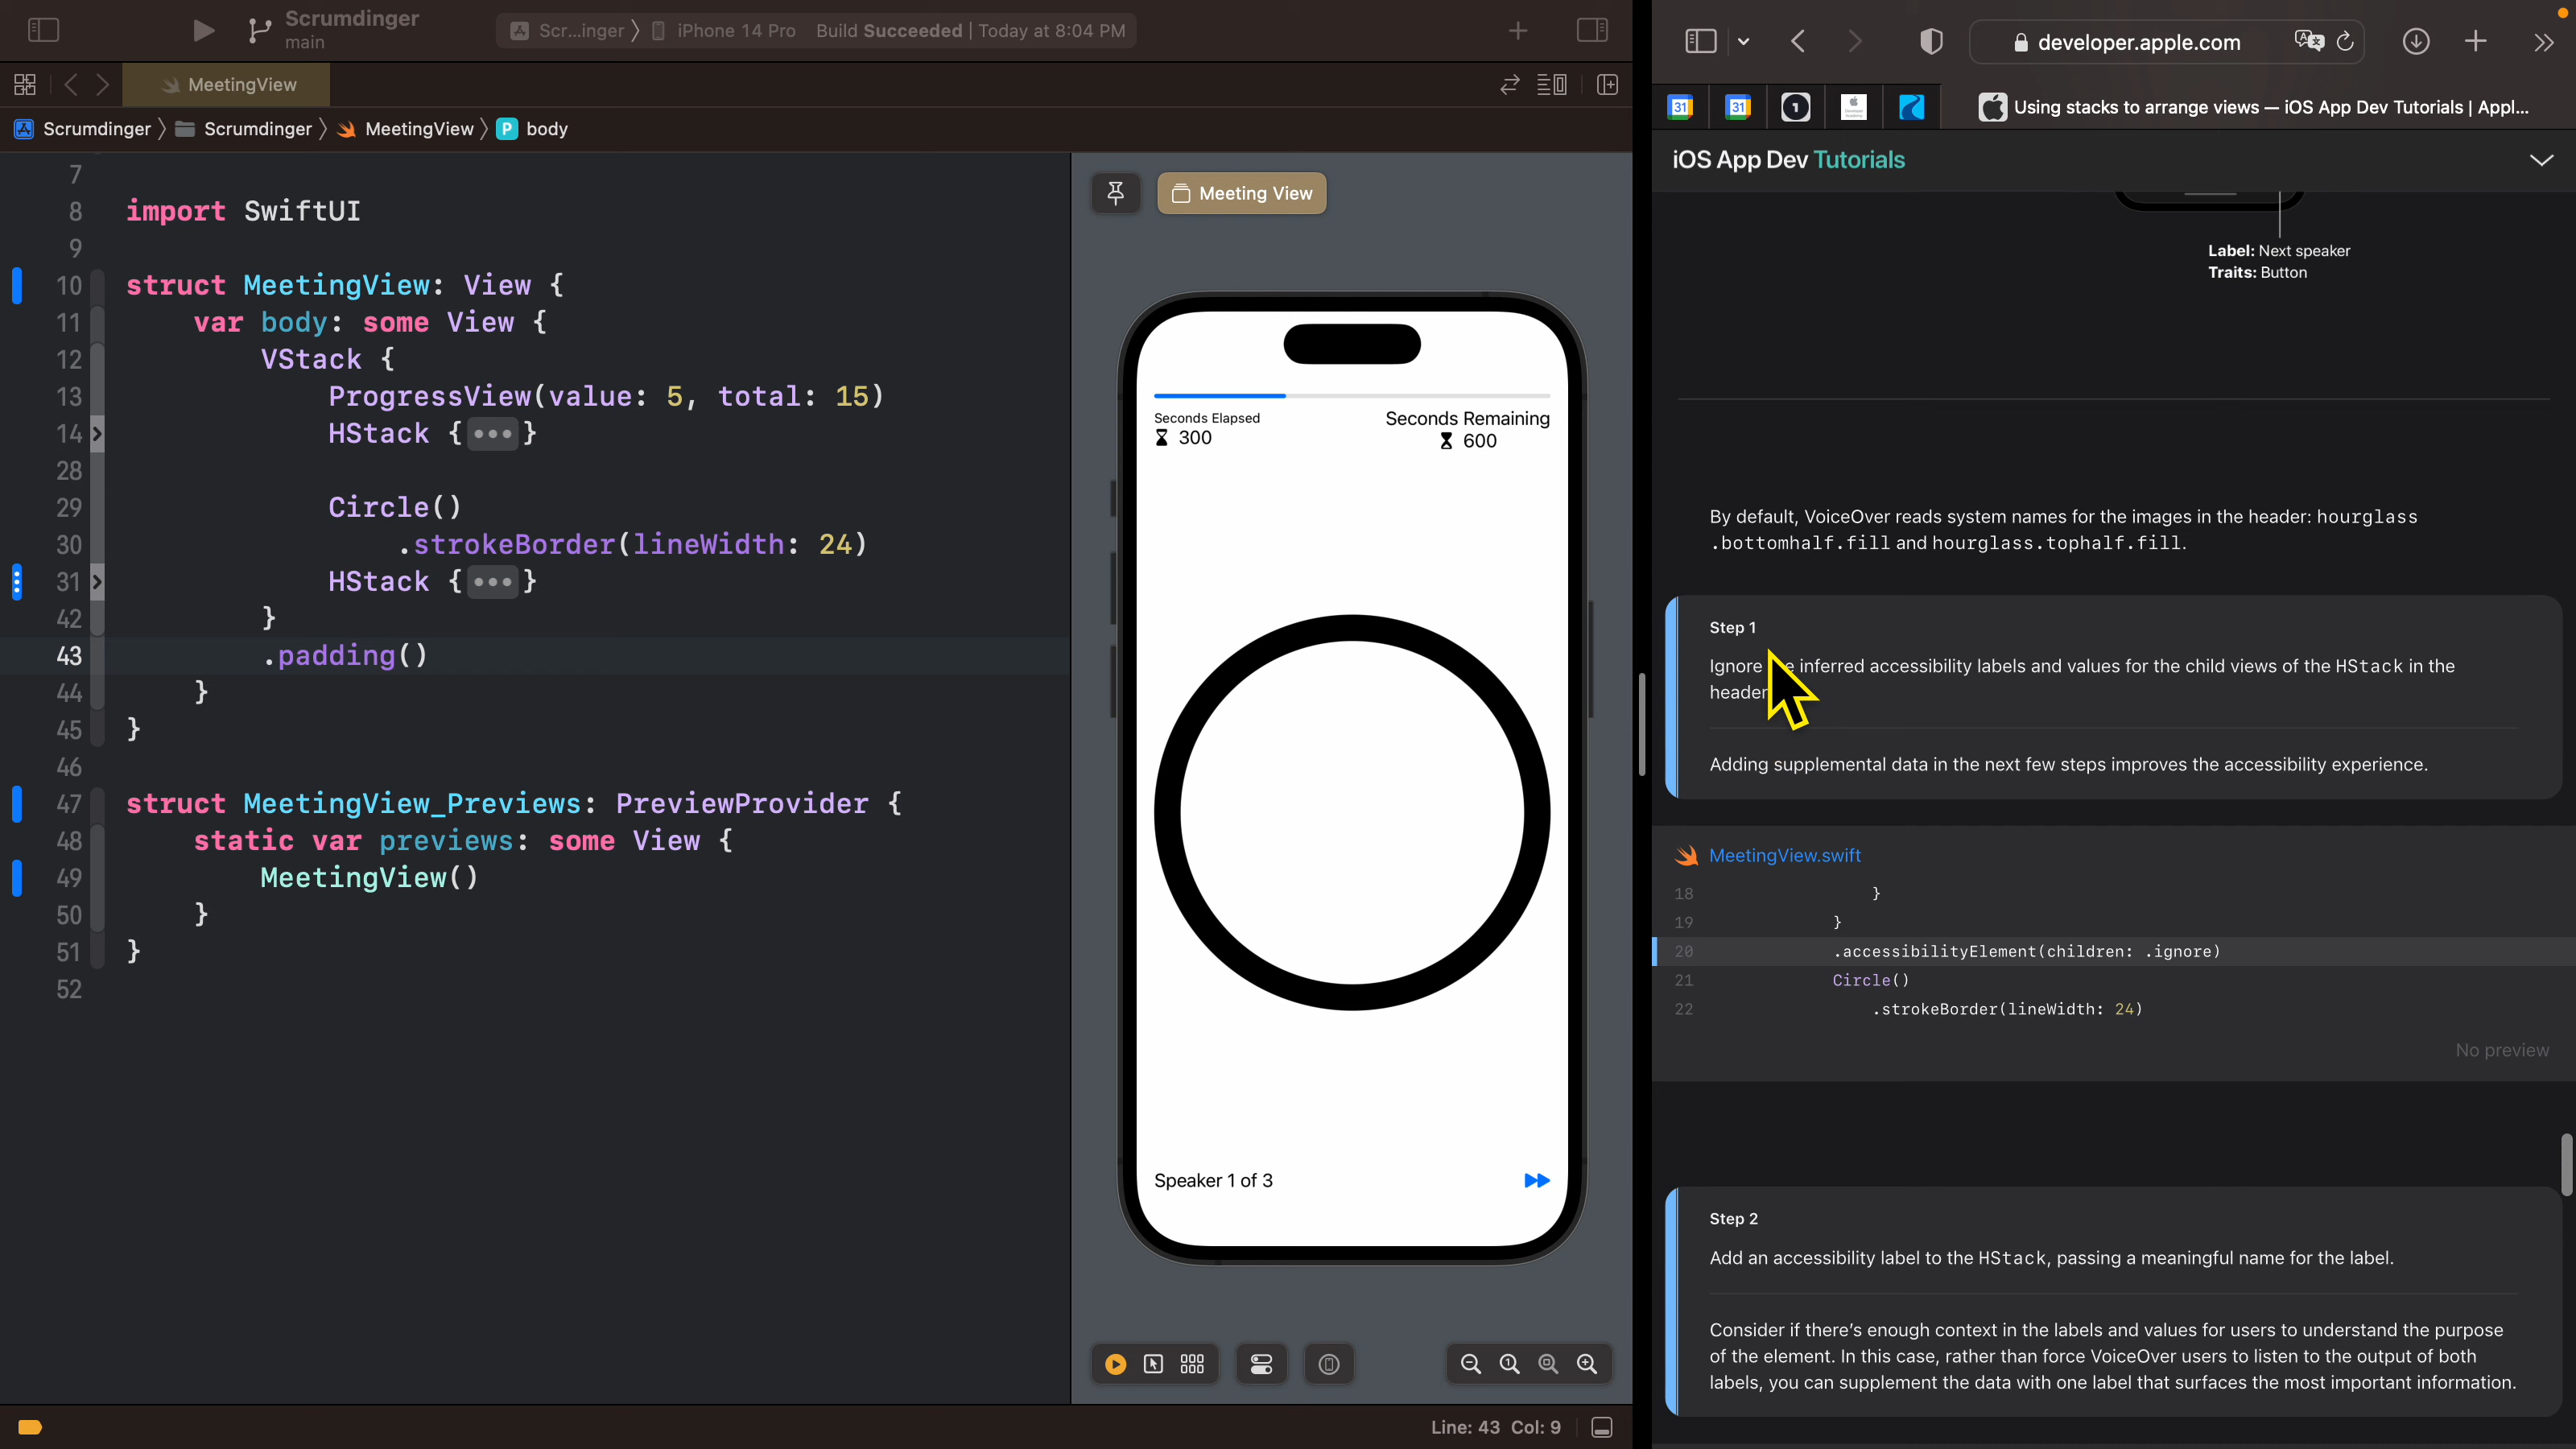 Scrumdinger
main
Scr...inger 〉 iPhone 14 Pro Build Succeeded | Today at 8:04 PM
MeetingView
Scrumdinger 〉 Scrumdinger 〉 MeetingView 〉 P body
7
8 import SwiftUI
9
10 struct MeetingView: View {
11 var body: some View {
12 VStack {
13 ProgressView(value: 5, total: 15)
14 HStack {•••}
28
29 Circle()
30 .strokeBorder(lineWidth: 24)
31 HStack {•••}
42 }
43 .padding()
44 }
45 }
46
47 struct MeetingView_Previews: PreviewProvider {
48 static var previews: some View {
49 MeetingView()
50 }
51 }
52
Line: 43 Col: 9
Meeting View
Seconds Elapsed
300
Seconds Remaining
600
Speaker 1 of 3
developer.apple.com
31
31
1
Using stacks to arrange views — iOS App Dev Tutorials | Appl...
iOS App Dev Tutorials
Label: Next speaker
Traits: Button
By default, VoiceOver reads system names for the images in the header: hourglass
.bottomhalf.fill and hourglass.tophalf.fill.
Step 1
Ignore inferred accessibility labels and values for the child views of the HStack in the
header
Adding supplemental data in the next few steps improves the accessibility experience.
MeetingView.swift
18 }
19 }
20 .accessibilityElement(children: .ignore)
21 Circle()
22 .strokeBorder(lineWidth: 24)
No preview
Step 2
Add an accessibility label to the HStack, passing a meaningful name for the label.
Consider if there's enough context in the labels and values for users to understand the purpose
of the element. In this case, rather than force VoiceOver users to listen to the output of both
labels, you can supplement the data with one label that surfaces the most important information.